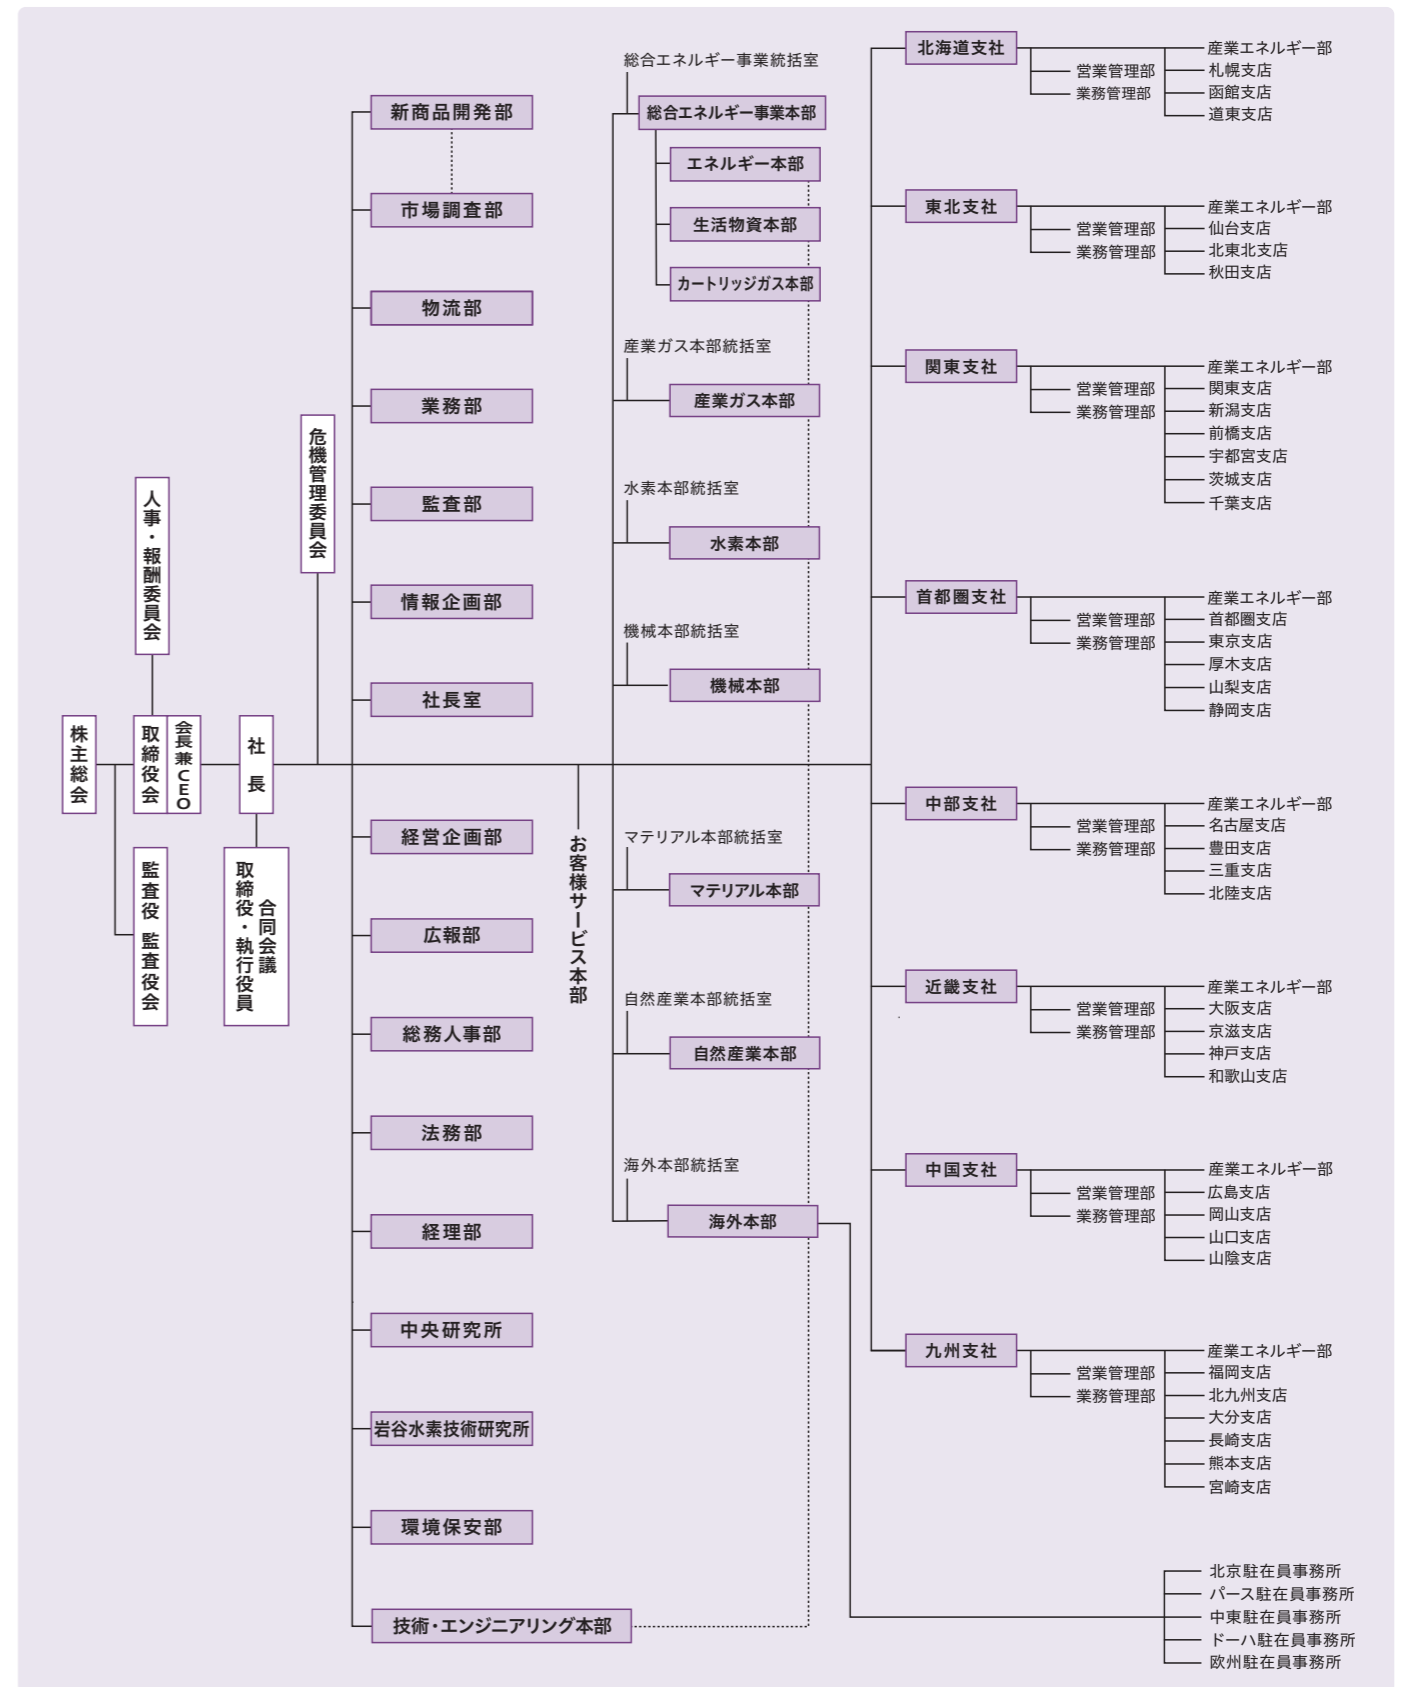 株主総会
取締役会
会長兼CEO
人事・報酬委員会
監査役 監査役会
社長
取締役・執行役員
合同会議
危機管理委員会
新商品開発部
市場調査部
物流部
業務部
監査部
情報企画部
社長室
経営企画部
広報部
総務人事部
法務部
経理部
中央研究所
岩谷水素技術研究所
環境保安部
技術・エンジニアリング本部
お客様サービス本部
総合エネルギー事業統括室
総合エネルギー事業本部
エネルギー本部
生活物資本部
カートリッジガス本部
産業ガス本部統括室
産業ガス本部
水素本部統括室
水素本部
機械本部統括室
機械本部
マテリアル本部統括室
マテリアル本部
自然産業本部統括室
自然産業本部
海外本部統括室
海外本部
北海道支社
営業管理部
業務管理部
産業エネルギー部
札幌支店
函館支店
道東支店
東北支社
営業管理部
業務管理部
産業エネルギー部
仙台支店
北東北支店
秋田支店
関東支社
営業管理部
業務管理部
産業エネルギー部
関東支店
新潟支店
前橋支店
宇都宮支店
茨城支店
千葉支店
首都圏支社
営業管理部
業務管理部
産業エネルギー部
首都圏支店
東京支店
厚木支店
山梨支店
静岡支店
中部支社
営業管理部
業務管理部
産業エネルギー部
名古屋支店
豊田支店
三重支店
北陸支店
近畿支社
営業管理部
業務管理部
産業エネルギー部
大阪支店
京滋支店
神戸支店
和歌山支店
中国支社
営業管理部
業務管理部
産業エネルギー部
広島支店
岡山支店
山口支店
山陰支店
九州支社
営業管理部
業務管理部
産業エネルギー部
福岡支店
北九州支店
大分支店
長崎支店
熊本支店
宮崎支店
北京駐在員事務所
パース駐在員事務所
中東駐在員事務所
ドーハ駐在員事務所
欧州駐在員事務所